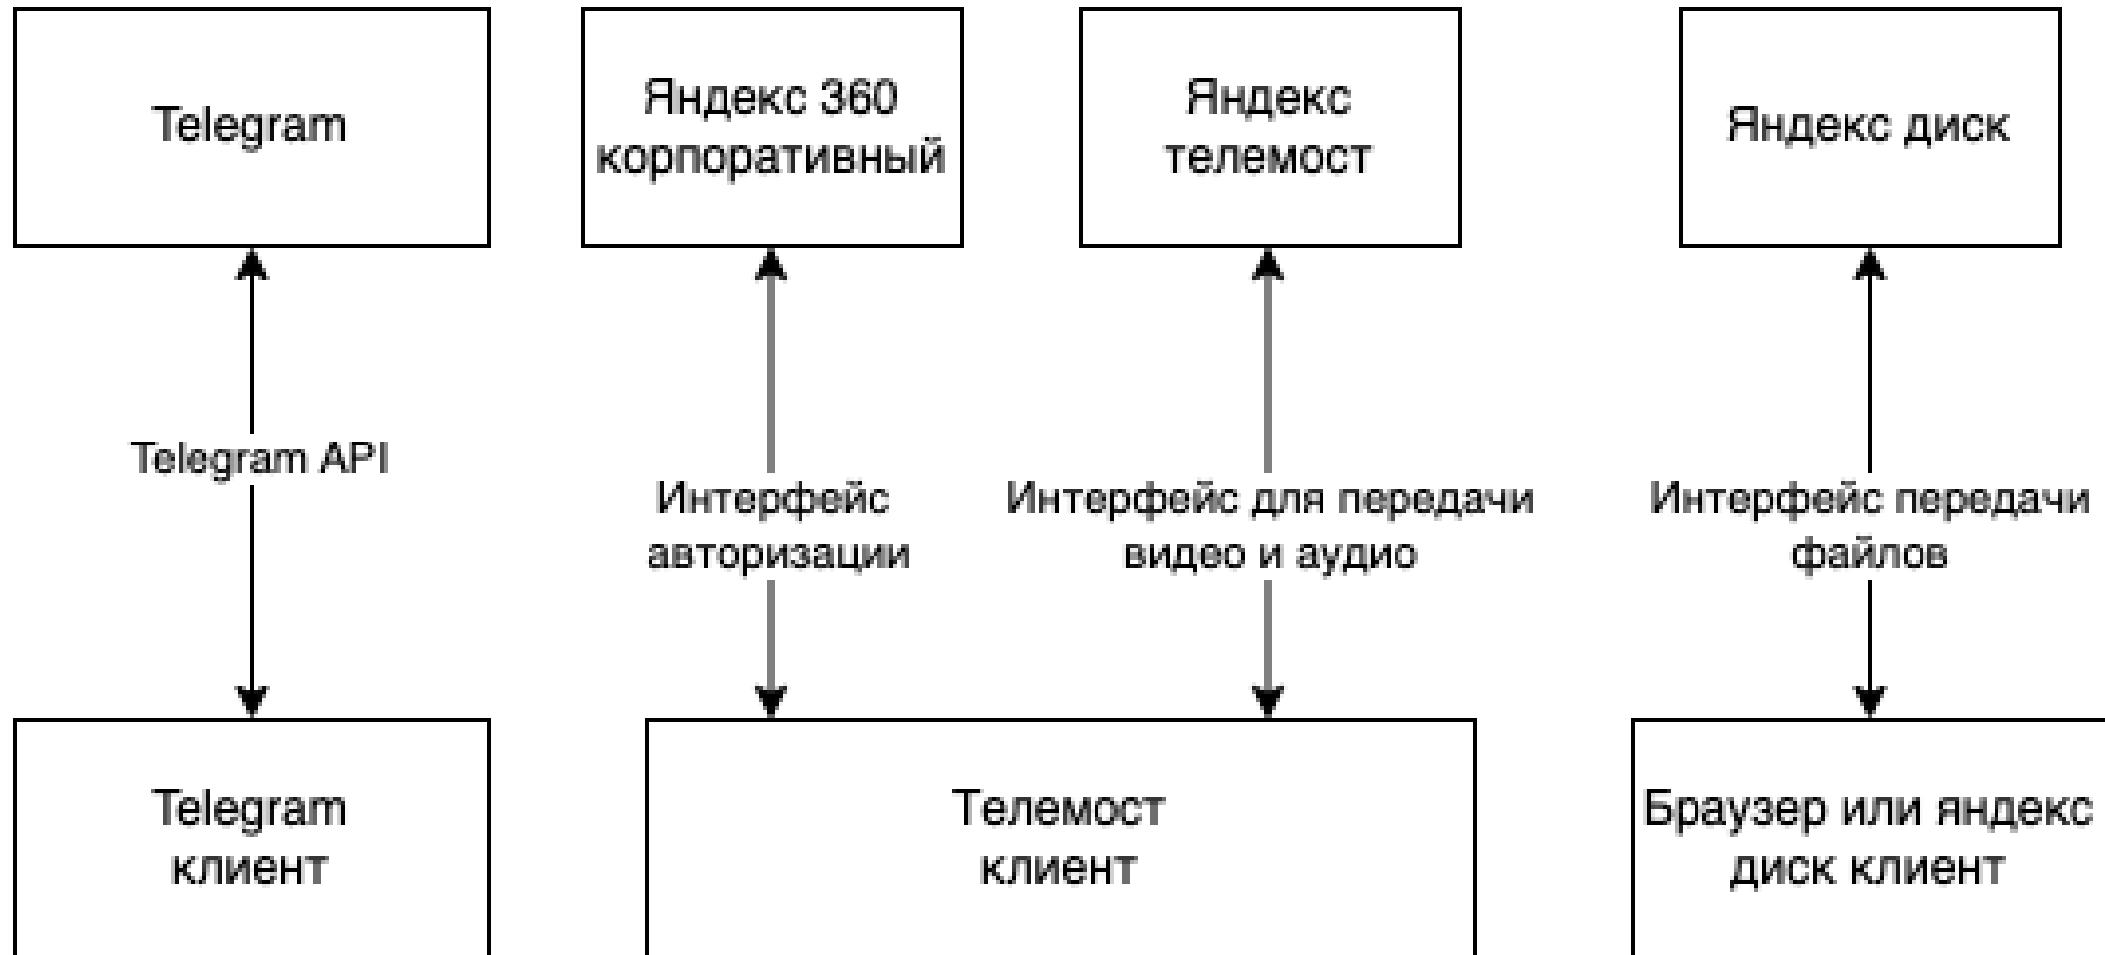 Telegram
Яндекс 360
корпоративный
Яндекс
телемост
Яндекс диск
Telegram API
Интерфейс
авторизации
Интерфейс для передачи
видео и аудио
Интерфейс передачи
файлов
Telegram
клиент
Телемост
клиент
Браузер или яндекс
диск клиент